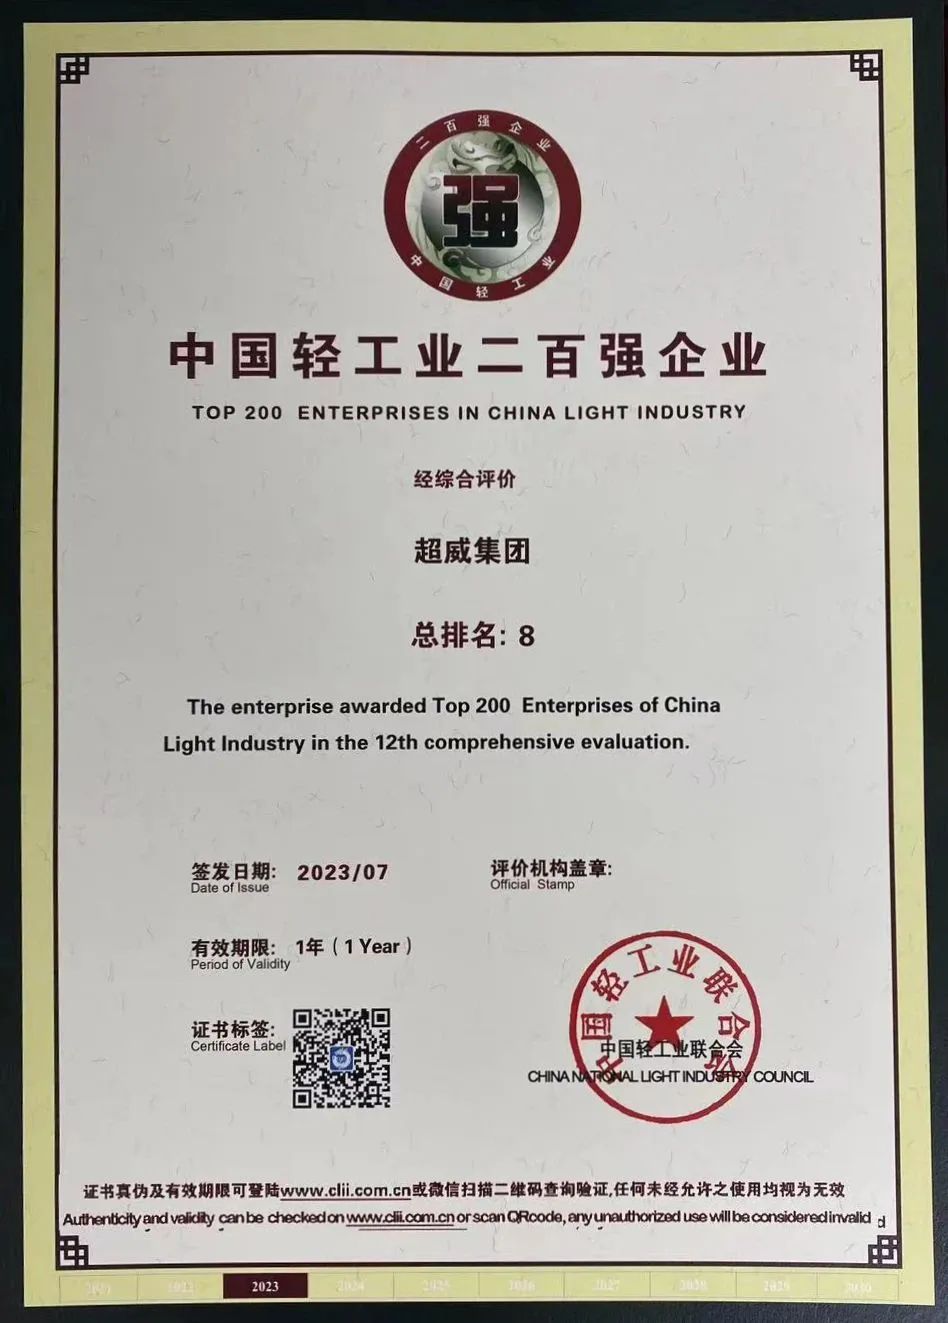 二百强企业
强
中国轻工业
中国轻工业二百强企业
TOP 200 ENTERPRISES IN CHINA LIGHT INDUSTRY
经综合评价
超威集团
总排名: 8
The enterprise awarded Top 200 Enterprises of China
Light Industry in the 12th comprehensive evaluation.
签发日期: 2023/07
Date of Issue
评价机构盖章:
Official Stamp
有效期限: 1年（1 Year）
Period of Validity
证书标签:
Certificate Label
中国轻工业联合会
中国轻工业联合会
CHINA NATIONAL LIGHT INDUSTRY COUNCIL
证书真伪及有效期限可登陆www.clii.com.cn或微信扫描二维码查询验证,任何未经允许之使用均视为无效
Authenticity and validity can be checked on www.clii.com.cn or scan QRcode, any unauthorized use will be considered invalid
2021 2022 2023 2024 2025 2026 2027 2028 2029 2030